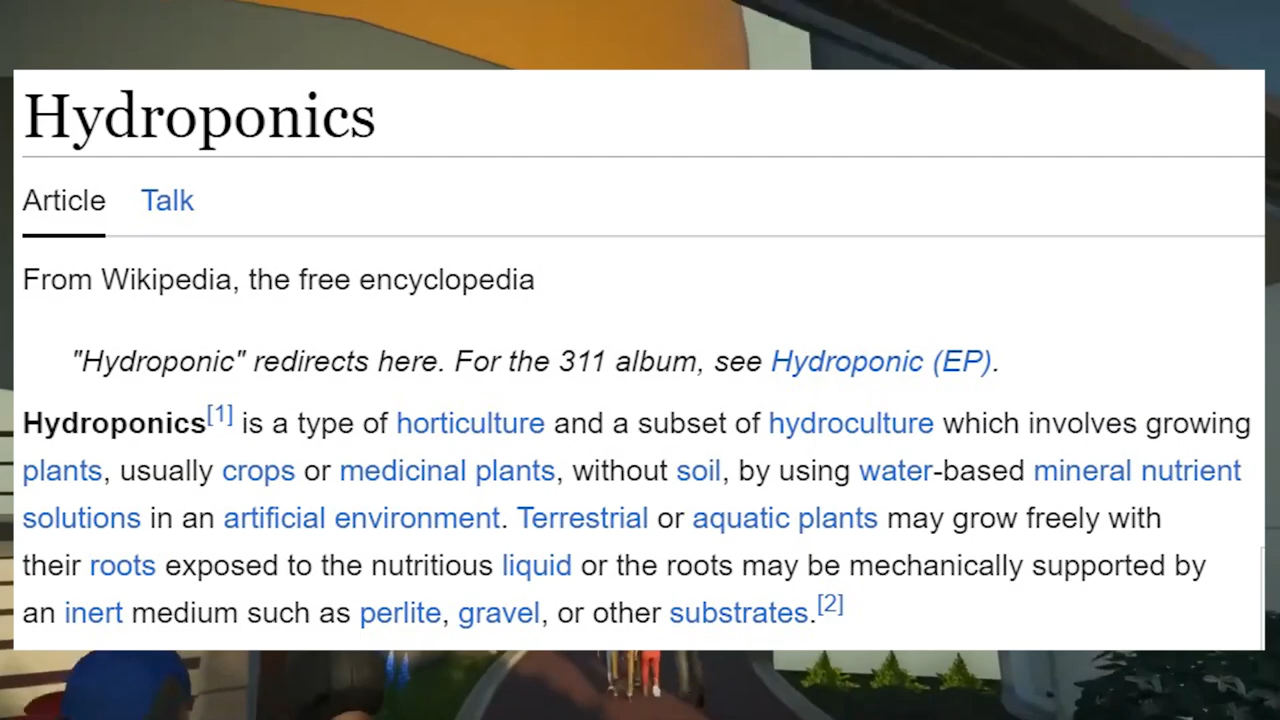 Hydroponics
Article Talk
From Wikipedia, the free encyclopedia
"Hydroponic" redirects here. For the 311 album, see Hydroponic (EP).
Hydroponics[1] is a type of horticulture and a subset of hydroculture which involves growing
plants, usually crops or medicinal plants, without soil, by using water-based mineral nutrient
solutions in an artificial environment. Terrestrial or aquatic plants may grow freely with
their roots exposed to the nutritious liquid or the roots may be mechanically supported by
an inert medium such as perlite, gravel, or other substrates.[2]